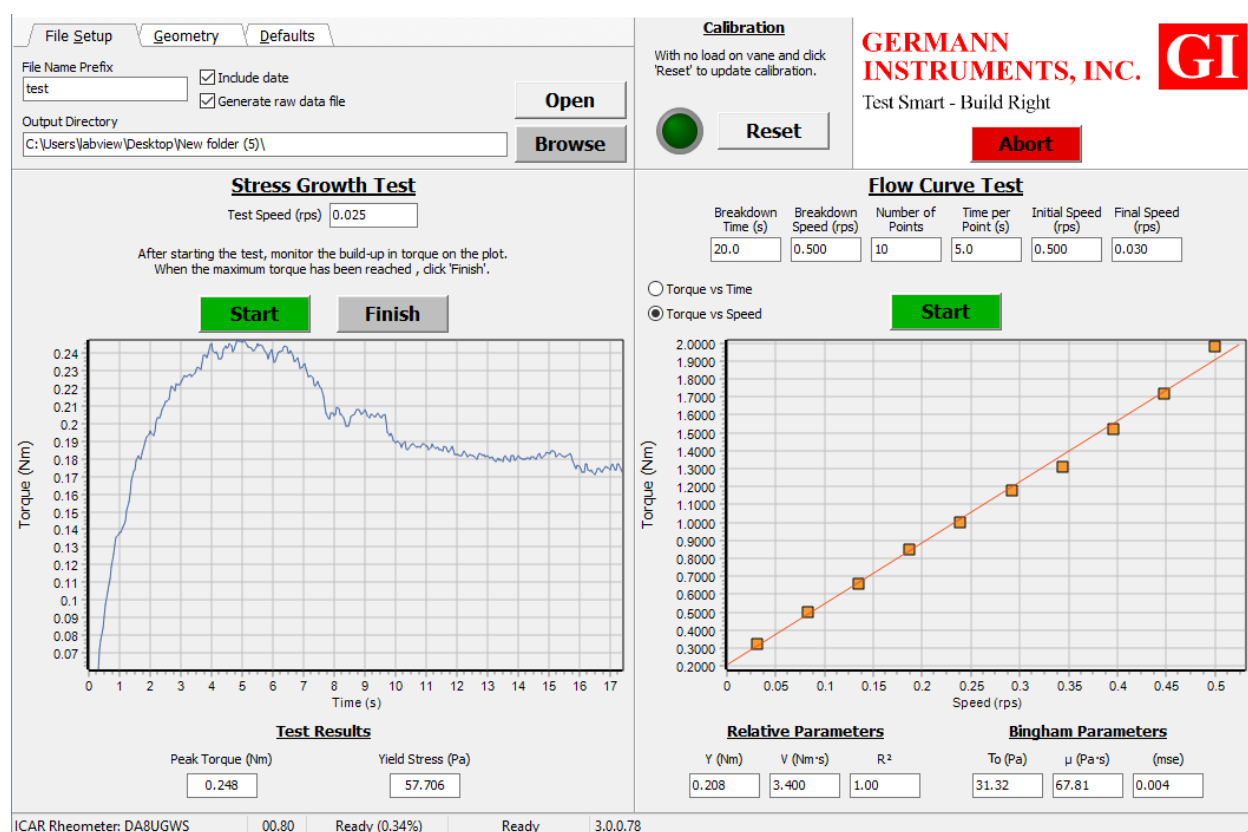 File Setup
Geometry
Defaults
File Name Prefix
test
Include date
Generate raw data file
Open
Output Directory
C:\Users\labview\Desktop\New folder (5)\
Browse
Calibration
With no load on vane and click
'Reset' to update calibration.
Reset
GERMANN
INSTRUMENTS, INC.
GI
Test Smart - Build Right
Abort
Stress Growth Test
Test Speed (rps) 0.025
After starting the test, monitor the build-up in torque on the plot.
When the maximum torque has been reached , click 'Finish'.
Start
Finish
Torque (Nm)
0.24
0.23
0.22
0.21
0.2
0.19
0.18
0.17
0.16
0.15
0.14
0.13
0.12
0.11
0.1
0.09
0.08
0.07
0 1 2 3 4 5 6 7 8 9 10 11 12 13 14 15 16 17
Time (s)
Test Results
Peak Torque (Nm) Yield Stress (Pa)
0.248 57.706
Flow Curve Test
Breakdown Time (s)
Breakdown Speed (rps)
Number of Points
Time per Point (s)
Initial Speed (rps)
Final Speed (rps)
20.0 0.500 10 5.0 0.500 0.030
Torque vs Time
Torque vs Speed
Start
Torque (Nm)
2.0000
1.9000
1.8000
1.7000
1.6000
1.5000
1.4000
1.3000
1.2000
1.1000
1.0000
0.9000
0.8000
0.7000
0.6000
0.5000
0.4000
0.3000
0.2000
0 0.05 0.1 0.15 0.2 0.25 0.3 0.35 0.4 0.45 0.5
Speed (rps)
Relative Parameters
Y (Nm) V (Nm·s) R²
0.208 3.400 1.00
Bingham Parameters
To (Pa) µ (Pa·s) (mse)
31.32 67.81 0.004
ICAR Rheometer: DA8UGWS 00.80 Ready (0.34%) Ready 3.0.0.78